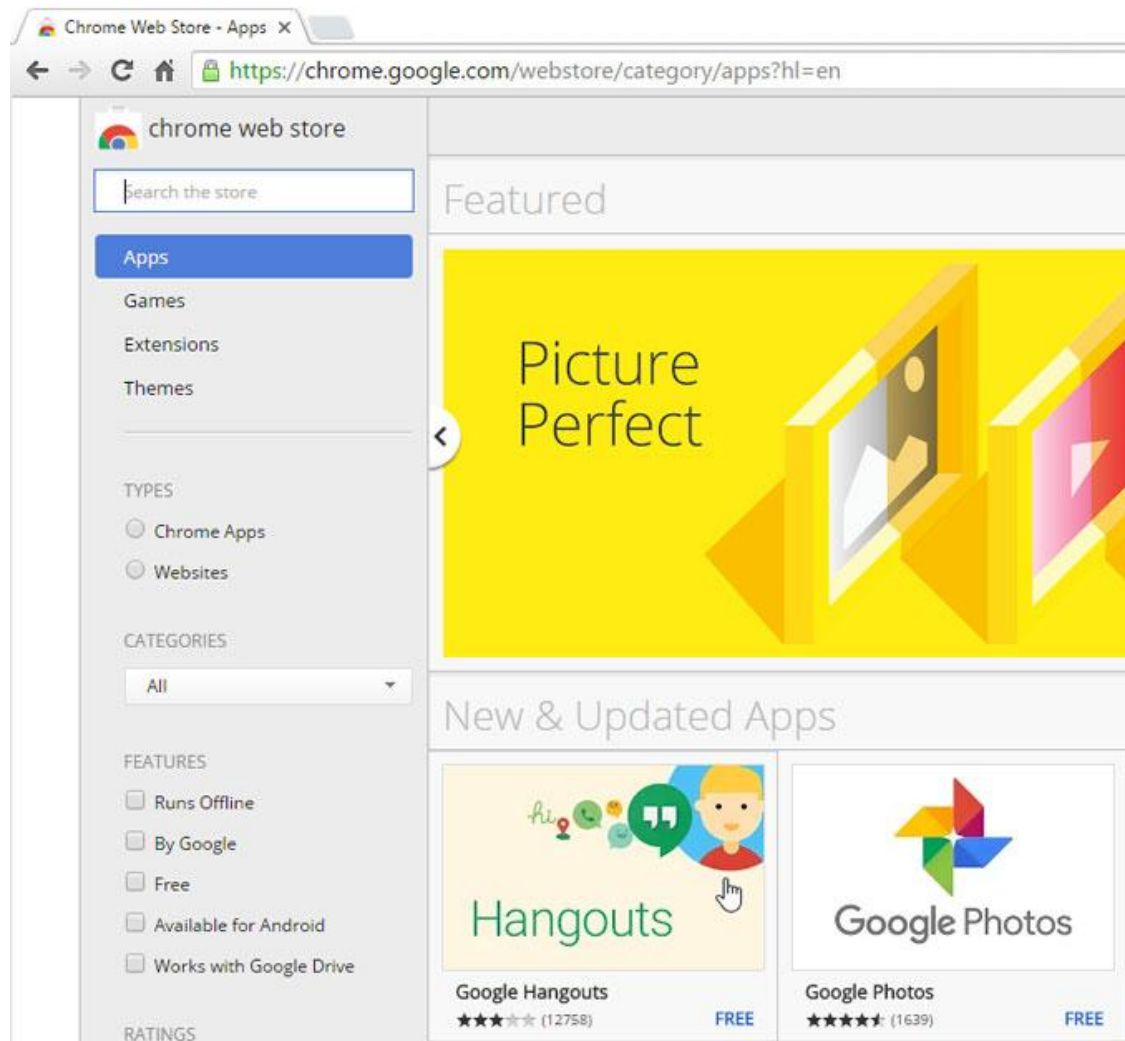 Chrome Web Store - Apps
https://chrome.google.com/webstore/category/apps?hl=en
chrome web store
Search the store
Apps
Games
Extensions
Themes
TYPES
Chrome Apps
Websites
CATEGORIES
All
FEATURES
Runs Offline
By Google
Free
Available for Android
Works with Google Drive
RATINGS
Featured
Picture
Perfect
New & Updated Apps
hi
Hangouts
Google Hangouts
(12758) FREE
Google Photos
Google Photos
(1639) FREE